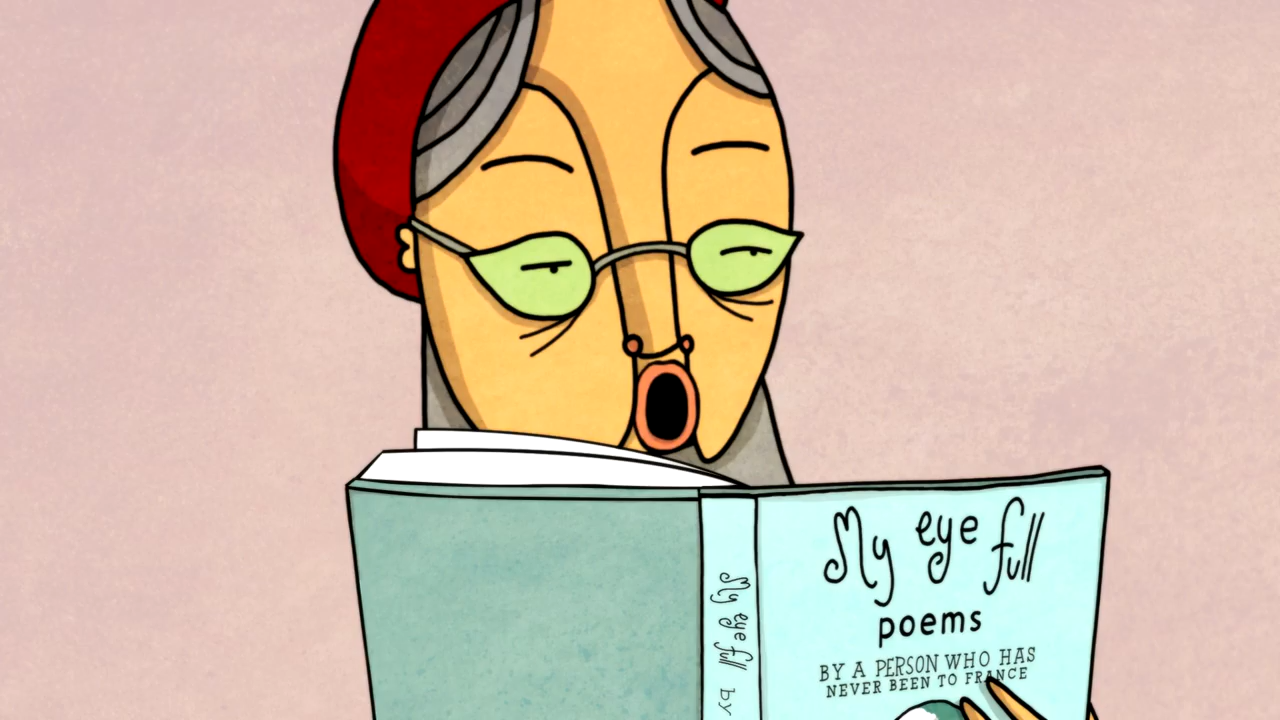 My eye full
poems
BY A PERSON WHO HAS
NEVER BEEN TO FRANCE
My eye full by